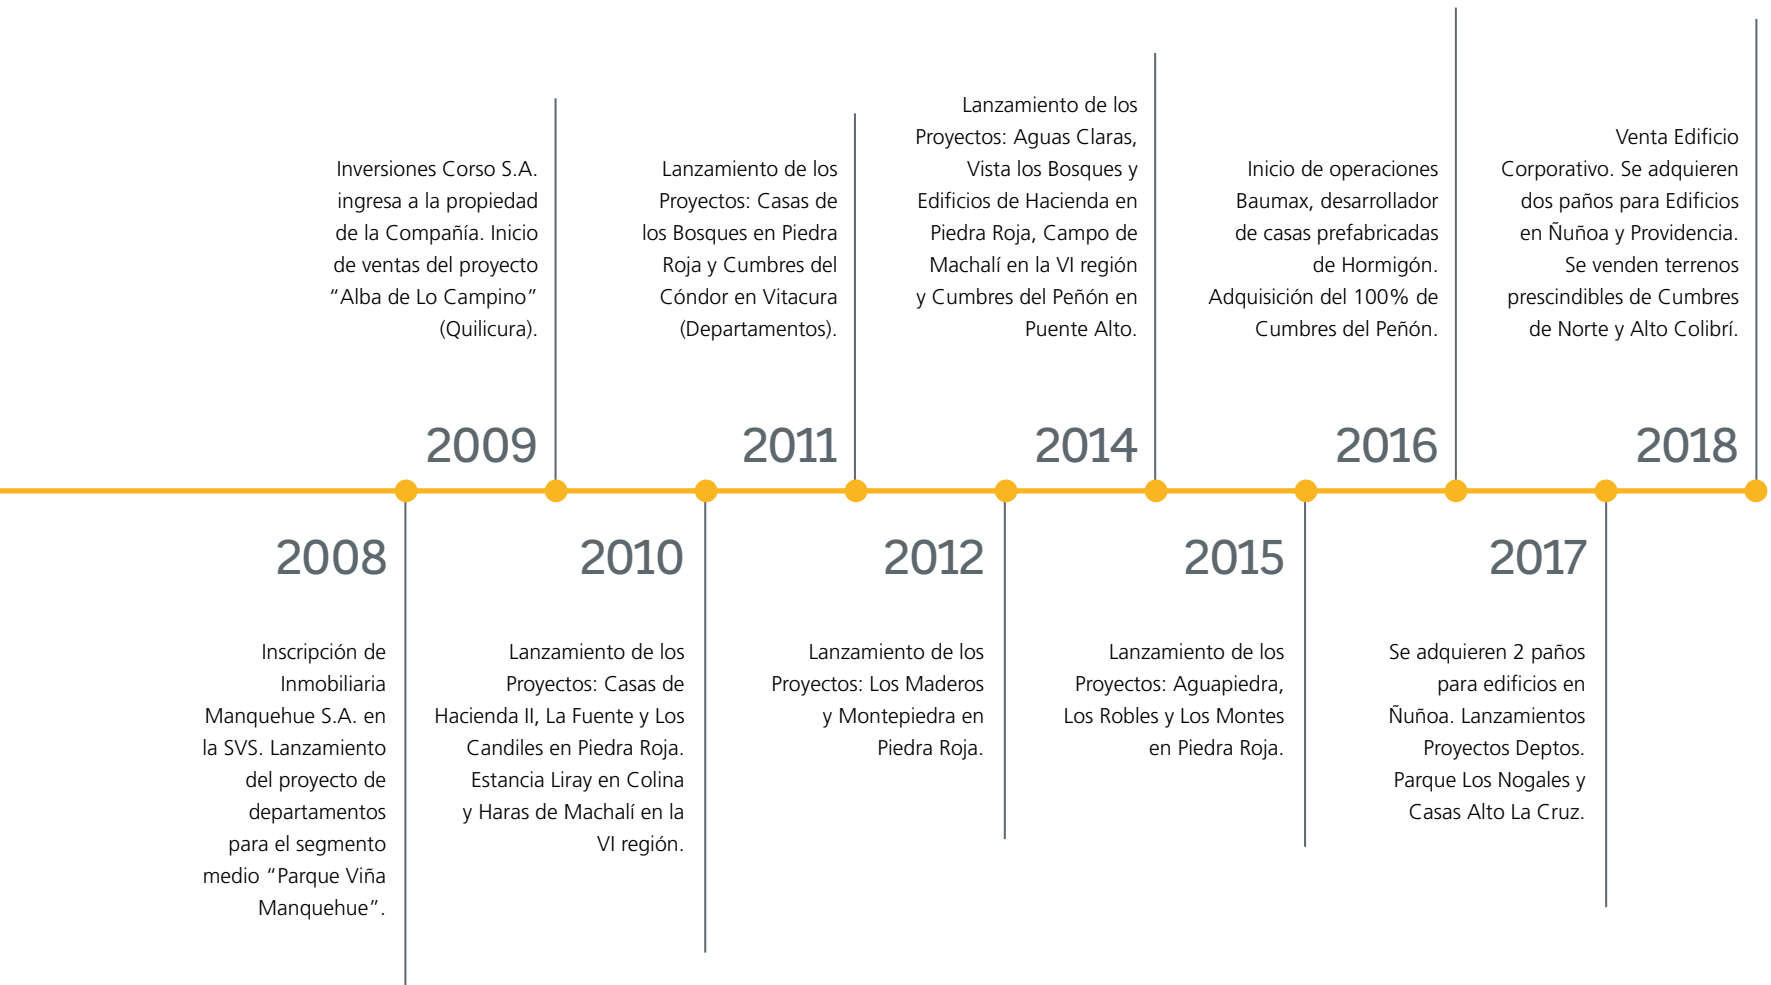 Inversiones Corso S.A.
ingresa a la propiedad
de la Compañía. Inicio
de ventas del proyecto
“Alba de Lo Campino”
(Quilicura).
2009
Lanzamiento de los
Proyectos: Casas de
los Bosques en Piedra
Roja y Cumbres del
Cóndor en Vitacura
(Departamentos).
2011
Lanzamiento de los
Proyectos: Aguas Claras,
Vista los Bosques y
Edificios de Hacienda en
Piedra Roja, Campo de
Machalí en la VI región
y Cumbres del Peñón en
Puente Alto.
2014
Inicio de operaciones
Baumax, desarrollador
de casas prefabricadas
de Hormigón.
Adquisición del 100% de
Cumbres del Peñón.
2016
Venta Edificio
Corporativo. Se adquieren
dos paños para Edificios
en Ñuñoa y Providencia.
Se venden terrenos
prescindibles de Cumbres
de Norte y Alto Colibrí.
2018
2008
Inscripción de
Inmobiliaria
Manquehue S.A. en
la SVS. Lanzamiento
del proyecto de
departamentos
para el segmento
medio “Parque Viña
Manquehue”.
2010
Lanzamiento de los
Proyectos: Casas de
Hacienda II, La Fuente y Los
Candiles en Piedra Roja.
Estancia Liray en Colina
y Haras de Machalí en la
VI región.
2012
Lanzamiento de los
Proyectos: Los Maderos
y Montepiedra en
Piedra Roja.
2015
Lanzamiento de los
Proyectos: Aguapiedra,
Los Robles y Los Montes
en Piedra Roja.
2017
Se adquieren 2 paños
para edificios en
Ñuñoa. Lanzamientos
Proyectos Deptos.
Parque Los Nogales y
Casas Alto La Cruz.